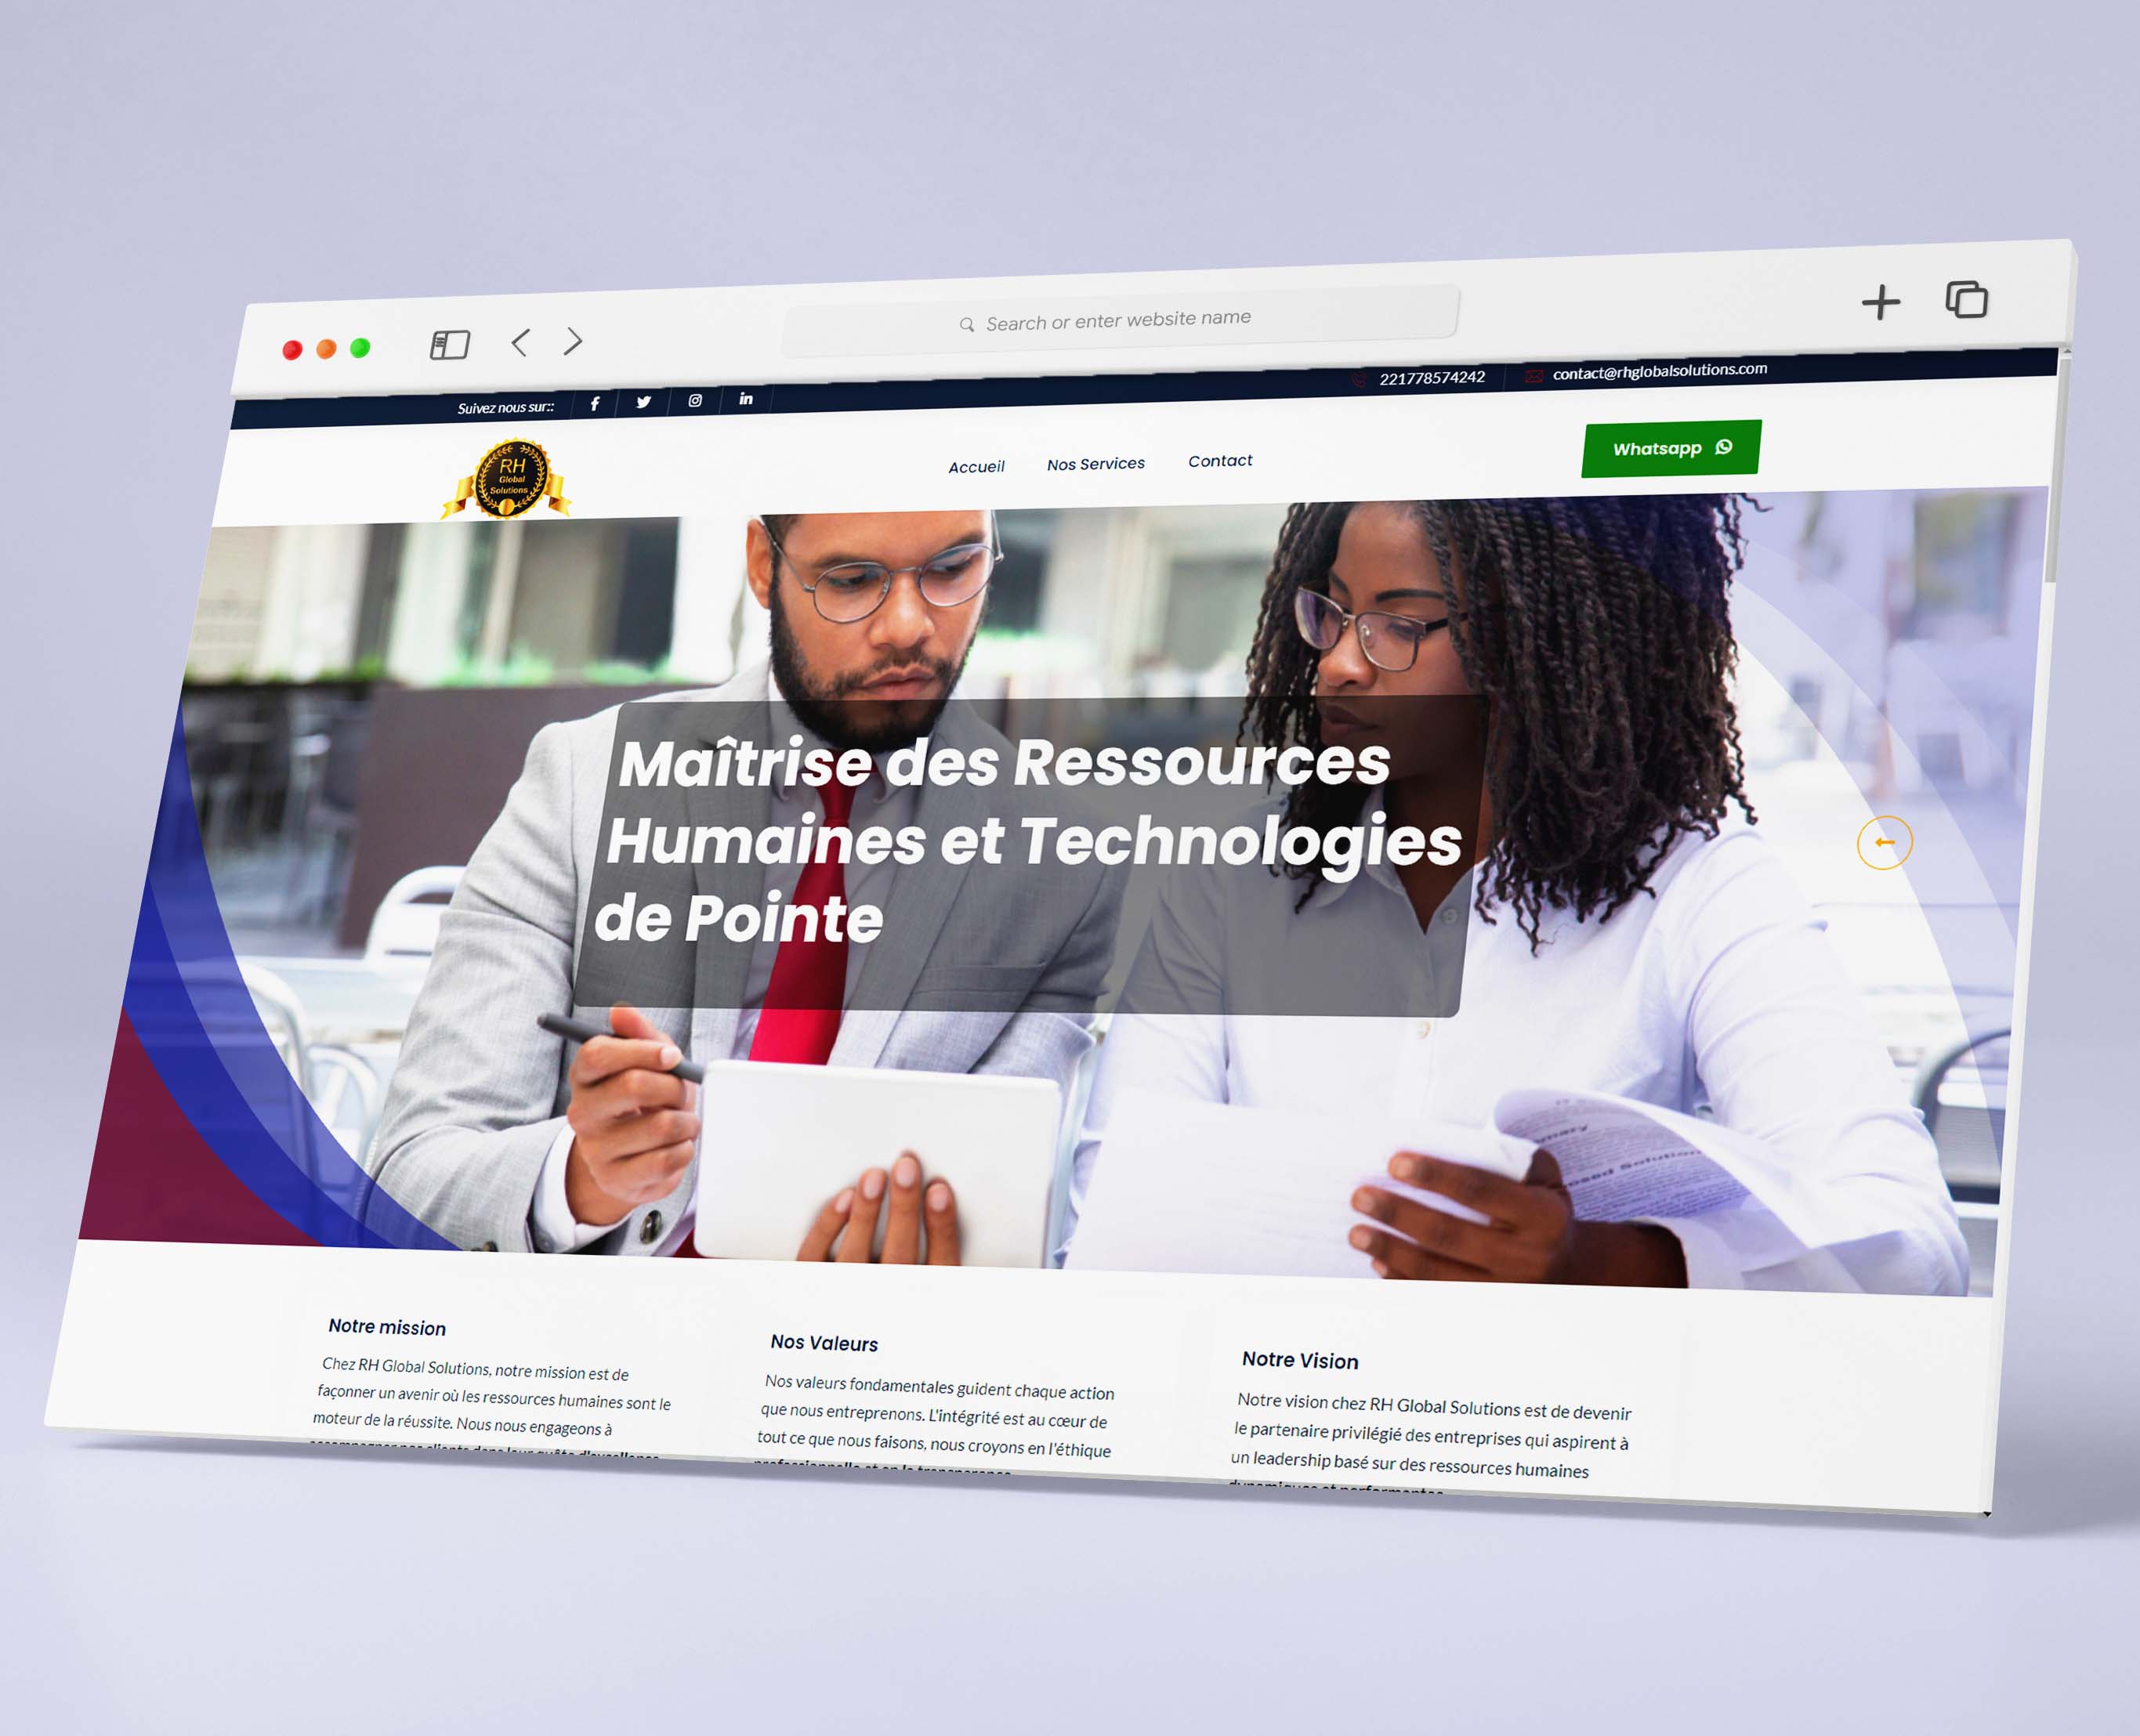 Search or enter website name
Suivez nous sur::
221778574242
contact@rhglobalsolutions.com
RH
Global
Solutions
Accueil
Nos Services
Contact
Whatsapp
Maîtrise des Ressources
Humaines et Technologies
de Pointe
Notre mission
Chez RH Global Solutions, notre mission est de
façonner un avenir où les ressources humaines sont le
moteur de la réussite. Nous nous engageons à
Nos Valeurs
Nos valeurs fondamentales guident chaque action
que nous entreprenons. L'intégrité est au cœur de
tout ce que nous faisons, nous croyons en l'éthique
Notre Vision
Notre vision chez RH Global Solutions est de devenir
le partenaire privilégié des entreprises qui aspirent à
un leadership basé sur des ressources humaines